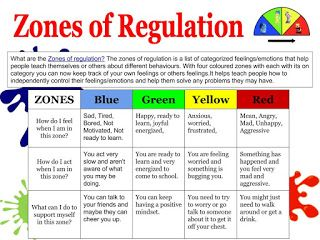 Zones of Regulation
What are the Zones of regulation? The zones of regulation is a list of categorized feelings/emotions that help
people teach themselves or others about different behaviours. With four coloured zones with each with its on
category you can now keep track of your own feelings or others feelings.It helps teach people how to
independently control their feelings/emotions and help them solve any problems they may have.
ZONES Blue Green Yellow Red
How do I feel when I am in this zone?
Sad, Tired,
Bored, Not
Motivated, Not
ready to learn.
Happy, ready to
learn, joyful
energized,
Anxious,
worried,
frustrated,
Mean, Angry,
Mad, Unhappy,
Aggressive
How do I act
when I am in
this zone?
You act very
slow and aren't
aware of what
you may be
doing.
You are ready to
learn and very
energized to
come to school.
You are feeling
worried and
something is
bugging you.
Something has
happened and
you feel very
mad and
aggressive.
What can I do to
support myself
in this zone?
You can talk to
your friends and
maybe they can
cheer you up.
You can keep
having a positive
mindset.
You need to try
to worry or go
talk to someone
about it to get it
off your chest.
You might just
need to walk
around or get a
drink.